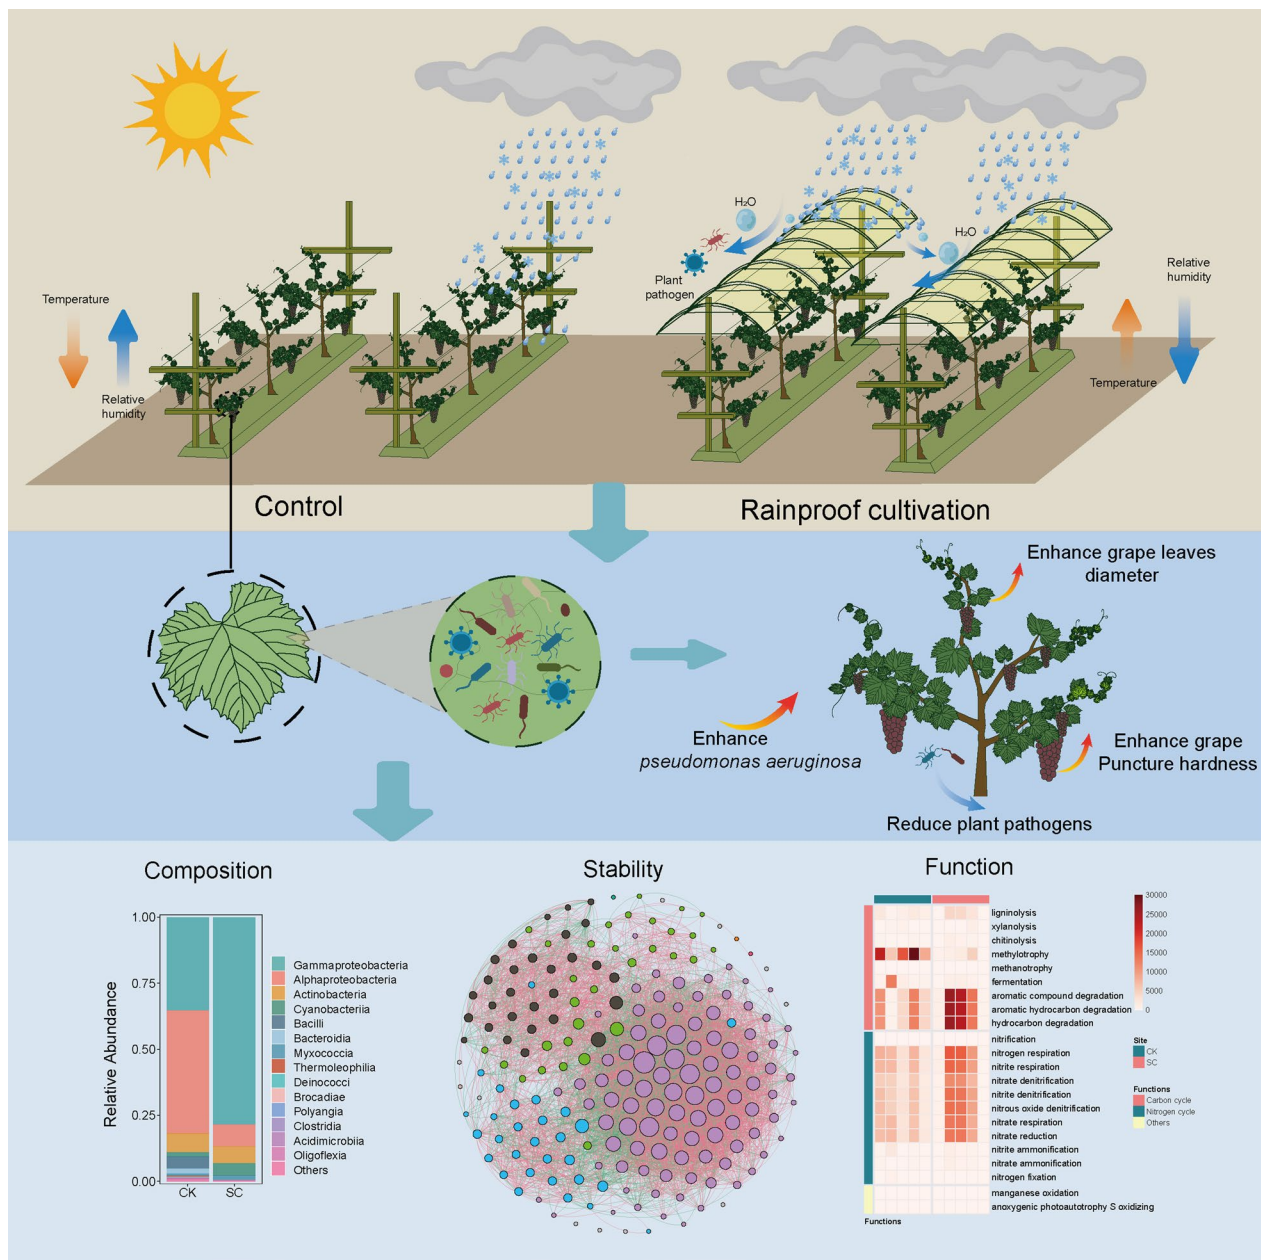 H₂O
H₂O
Plant
pathogen
Relative
humidity
Temperature
Relative
humidity
Temperature
Control
Rainproof cultivation
Enhance grape leaves
diameter
Enhance
pseudomonas aeruginosa
Enhance grape
Puncture hardness
Reduce plant pathogens
Composition
Stability
Function
Relative Abundance
1.00
0.75
0.50
0.25
0.00
CK
SC
Gammaproteobacteria
Alphaproteobacteria
Actinobacteria
Cyanobacteriia
Bacilli
Bacteroidia
Myxococcia
Thermoleophilia
Deinococci
Brocadiae
Polyangia
Clostridia
Acidimicrobiia
Oligoflexia
Others
ligninolysis
xylanolysis
chitinolysis
methylotrophy
methanotrophy
fermentation
aromatic compound degradation
aromatic hydrocarbon degradation
hydrocarbon degradation
nitrification
nitrogen respiration
nitrite respiration
nitrate denitrification
nitrite denitrification
nitrous oxide denitrification
nitrate respiration
nitrate reduction
nitrite ammonification
nitrate ammonification
nitrogen fixation
manganese oxidation
anoxygenic photoautotrophy S oxidizing
Functions
30000
25000
20000
15000
10000
5000
0
Site
CK
SC
Functions
Carbon cycle
Nitrogen cycle
Others